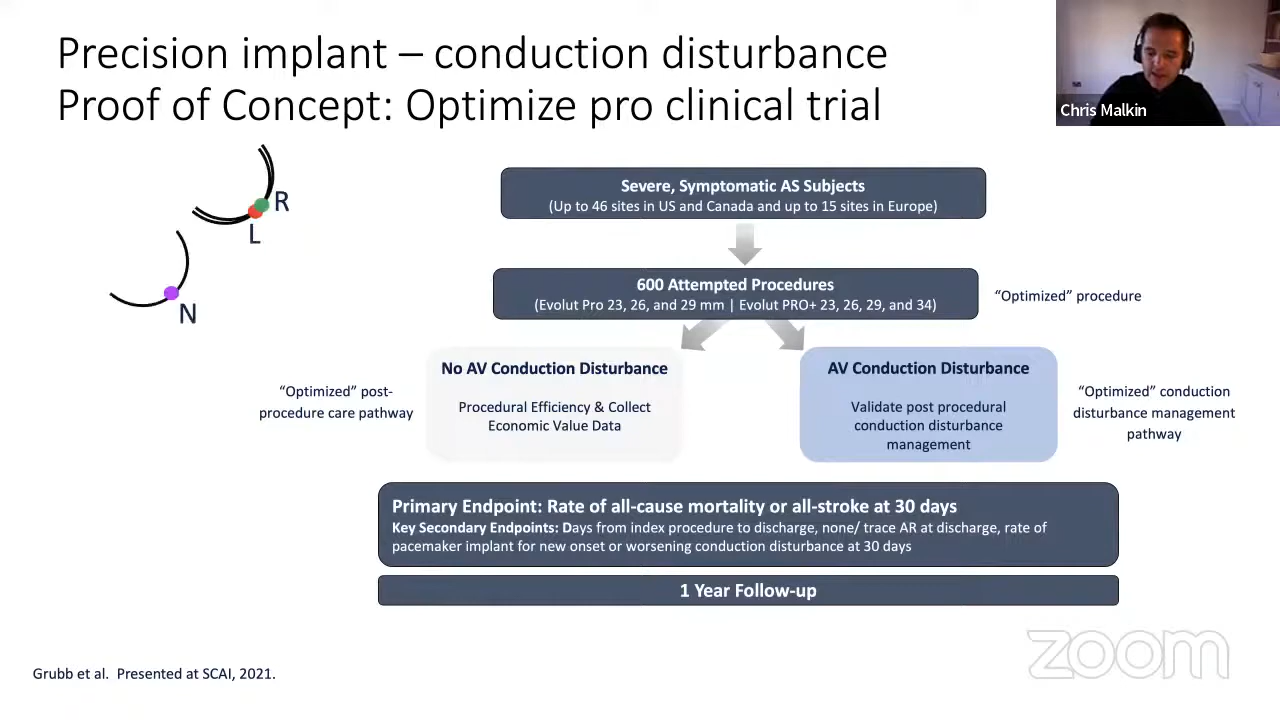 Precision implant – conduction disturbance
Proof of Concept: Optimize pro clinical trial
Chris Malkin
R
L
N
Severe, Symptomatic AS Subjects
(Up to 46 sites in US and Canada and up to 15 sites in Europe)
600 Attempted Procedures
(Evolut Pro 23, 26, and 29 mm | Evolut PRO+ 23, 26, 29, and 34)
“Optimized” procedure
“Optimized” post-
procedure care pathway
No AV Conduction Disturbance
Procedural Efficiency & Collect
Economic Value Data
AV Conduction Disturbance
Validate post procedural
conduction disturbance
management
“Optimized” conduction
disturbance management
pathway
Primary Endpoint: Rate of all-cause mortality or all-stroke at 30 days
Key Secondary Endpoints: Days from index procedure to discharge, none/ trace AR at discharge, rate of
pacemaker implant for new onset or worsening conduction disturbance at 30 days
1 Year Follow-up
Grubb et al. Presented at SCAI, 2021.
zoom